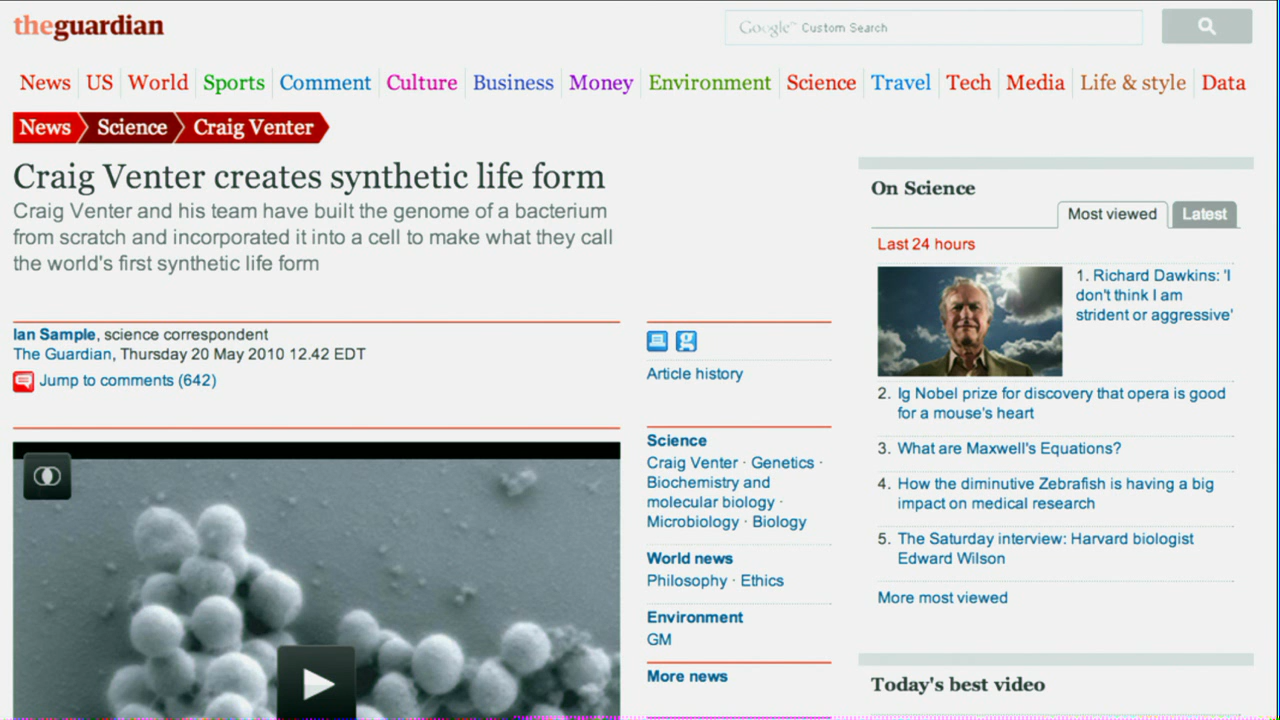 theguardian
Google™ Custom Search
News US World Sports Comment Culture Business Money Environment Science Travel Tech Media Life & style Data
News Science Craig Venter
Craig Venter creates synthetic life form
Craig Venter and his team have built the genome of a bacterium
from scratch and incorporated it into a cell to make what they call
the world's first synthetic life form
Ian Sample, science correspondent
The Guardian, Thursday 20 May 2010 12.42 EDT
Jump to comments (642)
Article history
Science
Craig Venter · Genetics ·
Biochemistry and
molecular biology ·
Microbiology · Biology
World news
Philosophy · Ethics
Environment
GM
More news
On Science
Most viewed Latest
Last 24 hours
1. Richard Dawkins: 'I
don't think I am
strident or aggressive'
2. Ig Nobel prize for discovery that opera is good
for a mouse's heart
3. What are Maxwell's Equations?
4. How the diminutive Zebrafish is having a big
impact on medical research
5. The Saturday interview: Harvard biologist
Edward Wilson
More most viewed
Today's best video